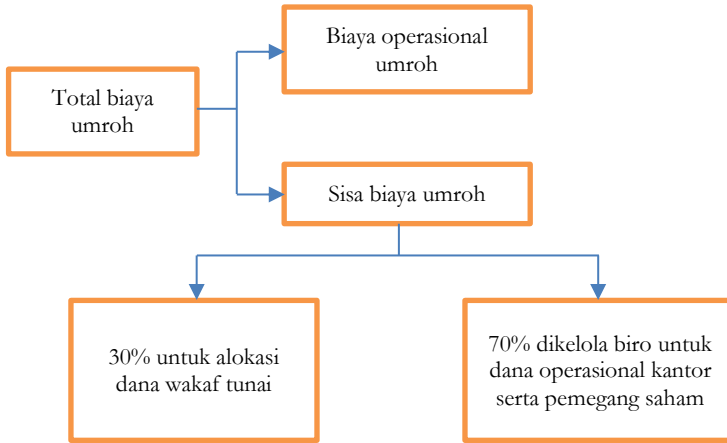 Biaya operasional
umroh
Total biaya
umroh
Sisa biaya umroh
30% untuk alokasi
dana wakaf tunai
70% dikelola biro untuk
dana operasional kantor
serta pemegang saham